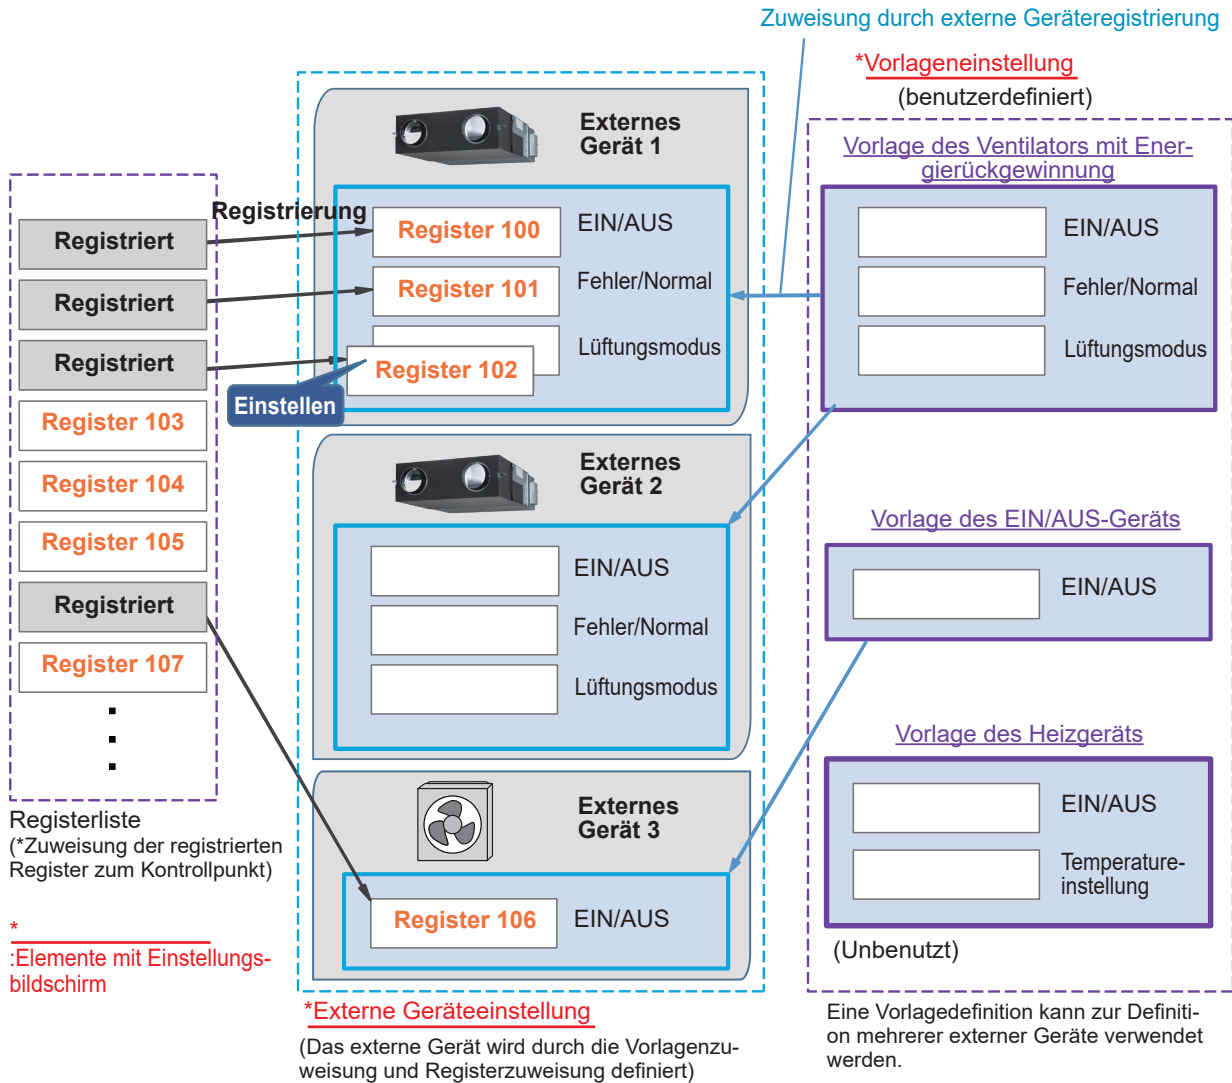 Zuweisung durch externe Geräteregistrierung
*Vorlageneinstellung
(benutzerdefiniert)
Registriert
Registriert
Registriert
Register 103
Register 104
Register 105
Registriert
Register 107
Registerliste
(*Zuweisung der registrierten
Register zum Kontrollpunkt)
*
:Elemente mit Einstellungs-
bildschirm
Registrierung
Externes
Gerät 1
Register 100
EIN/AUS
Register 101
Fehler/Normal
Lüftungsmodus
Register 102
Einstellen
Externes
Gerät 2
EIN/AUS
Fehler/Normal
Lüftungsmodus
Externes
Gerät 3
Register 106
EIN/AUS
*Externe Geräteeinstellung
(Das externe Gerät wird durch die Vorlagenzu-
weisung und Registerzuweisung definiert)
Vorlage des Ventilators mit Ener-
gierückgewinnung
EIN/AUS
Fehler/Normal
Lüftungsmodus
Vorlage des EIN/AUS-Geräts
EIN/AUS
Vorlage des Heizgeräts
EIN/AUS
Temperature-
instellung
(Unbenutzt)
Eine Vorlagedefinition kann zur Definiti-
on mehrerer externer Geräte verwendet
werden.